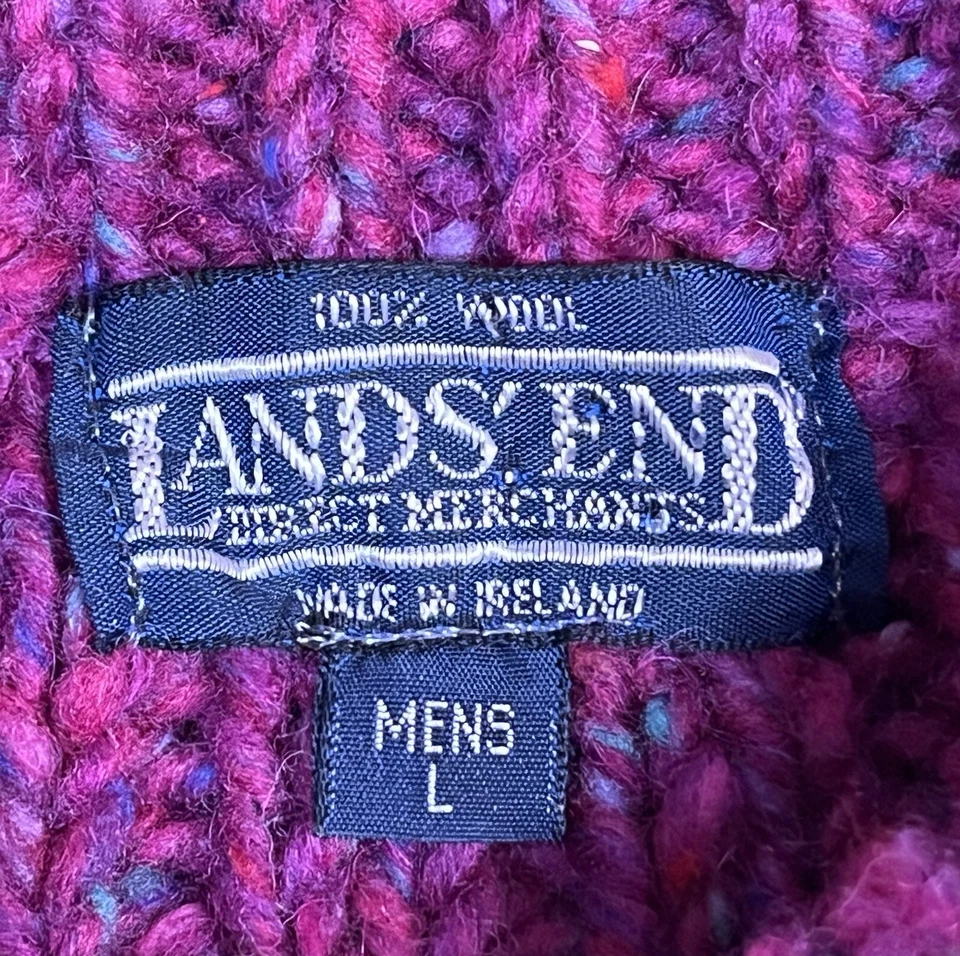 100% WOOL
LANDS' END
DIRECT MERCHANTS
MADE IN IRELAND
MENS
L